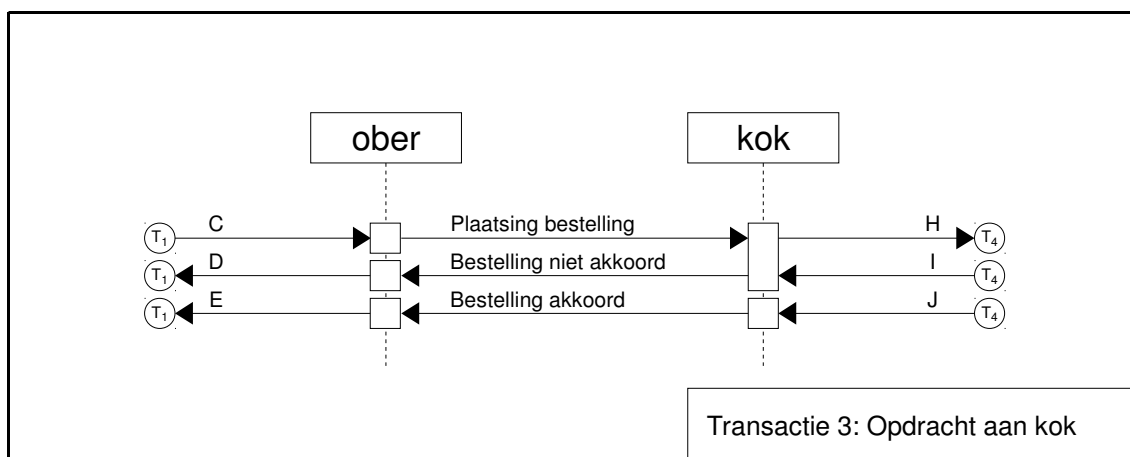 ober kok
C Plaatsing bestelling H
T1 T4
D Bestelling niet akkoord I
T1 T4
E Bestelling akkoord J
T1 T4
Transactie 3: Opdracht aan kok